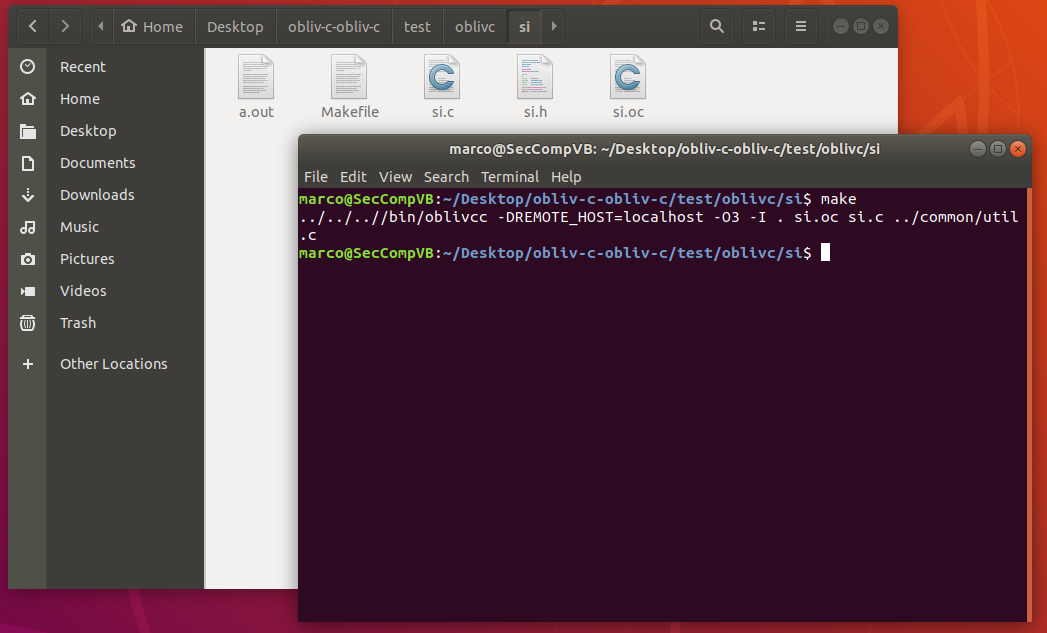 Home Desktop obliv-c-obliv-c test oblivc si
Recent
Home
Desktop
Documents
Downloads
Music
Pictures
Videos
Trash
Other Locations
a.out Makefile si.c si.h si.oc
marco@SecCompVB: ~/Desktop/obliv-c-obliv-c/test/oblivc/si
File Edit View Search Terminal Help
marco@SecCompVB:~/Desktop/obliv-c-obliv-c/test/oblivc/si$ make
../../..//bin/oblivcc -DREMOTE_HOST=localhost -O3 -I . si.oc si.c ../common/util
.c
marco@SecCompVB:~/Desktop/obliv-c-obliv-c/test/oblivc/si$